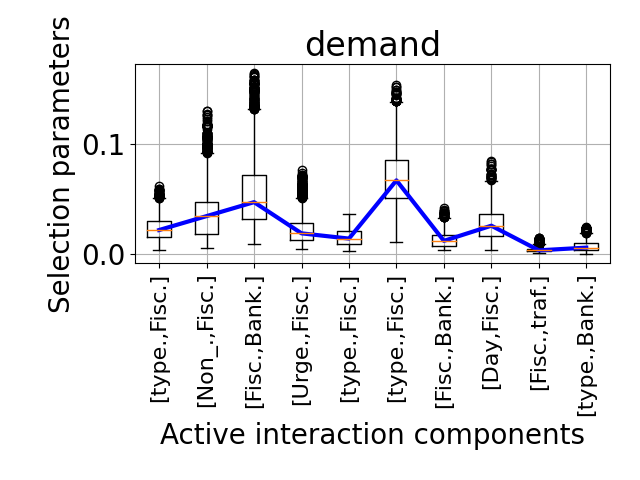 demand
Selection parameters
0.1
0.0
[type.,Fisc.]
[Non_.,Fisc.]
[Fisc.,Bank.]
[Urge.,Fisc.]
[type.,Fisc.]
[type.,Fisc.]
[Fisc.,Bank.]
[Day,Fisc.]
[Fisc.,traf.]
[type.,Bank.]
Active interaction components